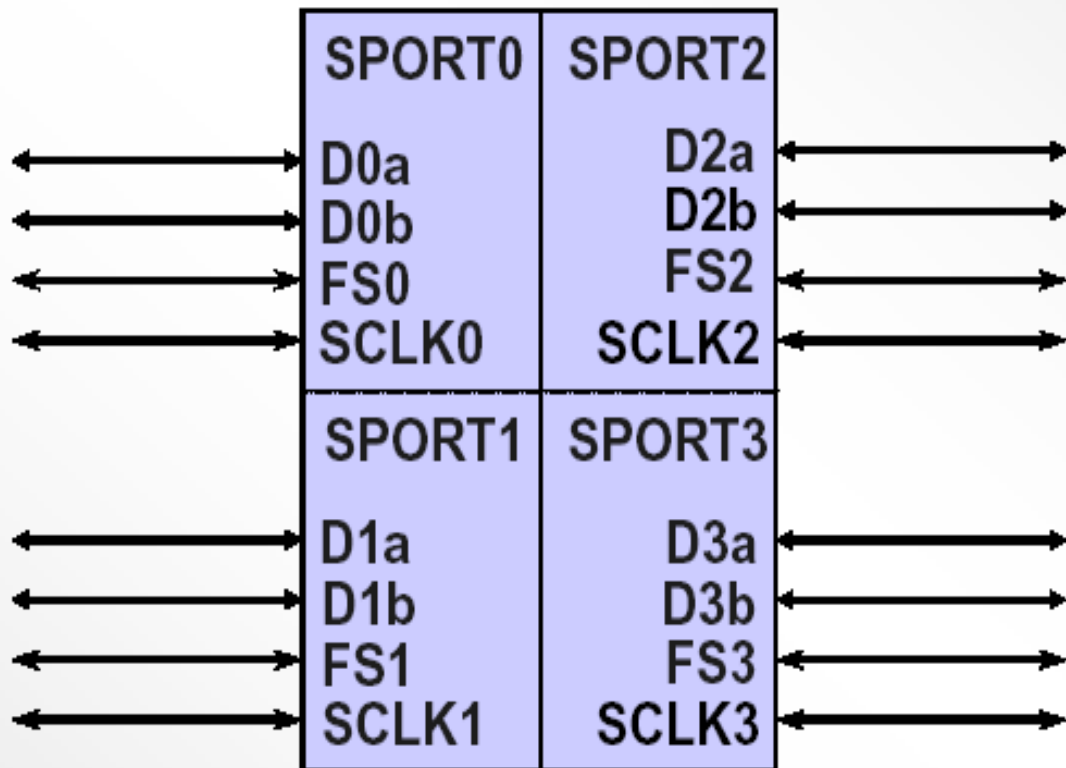 SPORT0
D0a
D0b
FS0
SCLK0
SPORT2
D2a
D2b
FS2
SCLK2
SPORT1
D1a
D1b
FS1
SCLK1
SPORT3
D3a
D3b
FS3
SCLK3